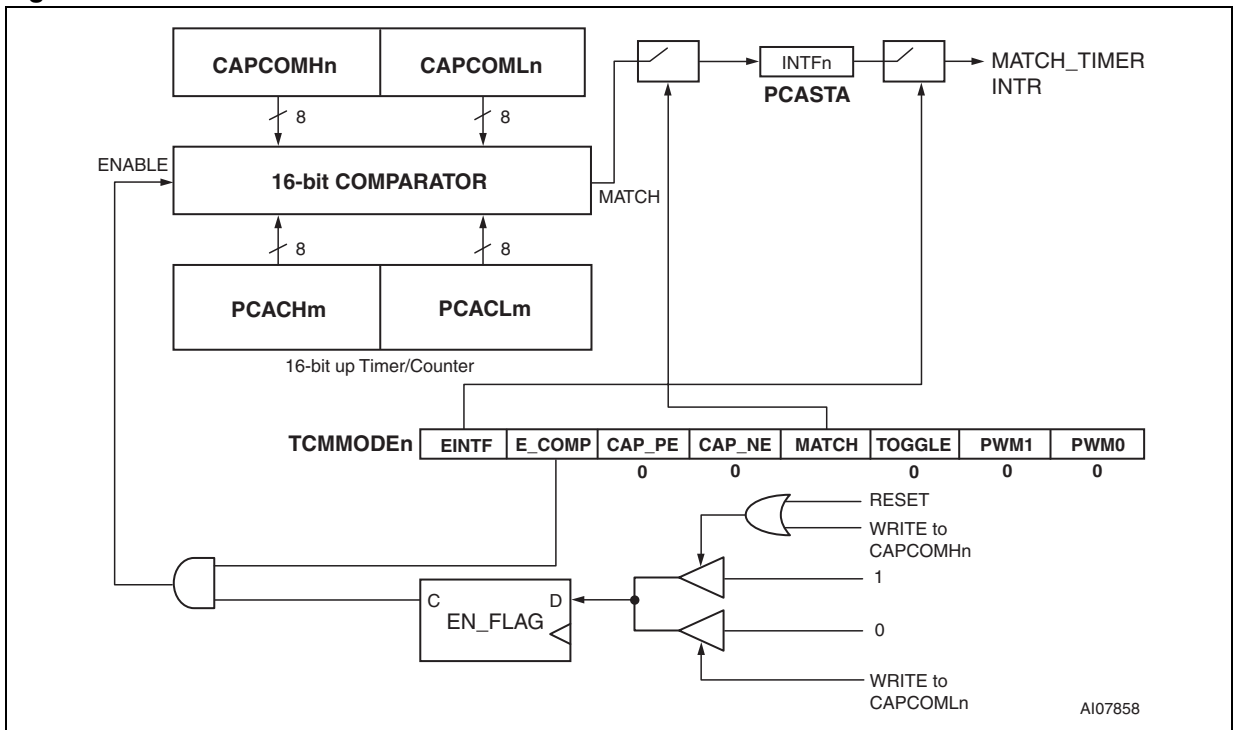 CAPCOMHn CAPCOMLn
INTFn
PCASTA
MATCH_TIMER
INTR
8 8
ENABLE
16-bit COMPARATOR
MATCH
8 8
PCACHm PCACLm
16-bit up Timer/Counter
TCMMODEn EINTF E_COMP CAP_PE CAP_NE MATCH TOGGLE PWM1 PWM0
0 0 0 0 0
RESET
WRITE to
CAPCOMHn
1
C D
EN_FLAG
0
WRITE to
CAPCOMLn
AI07858